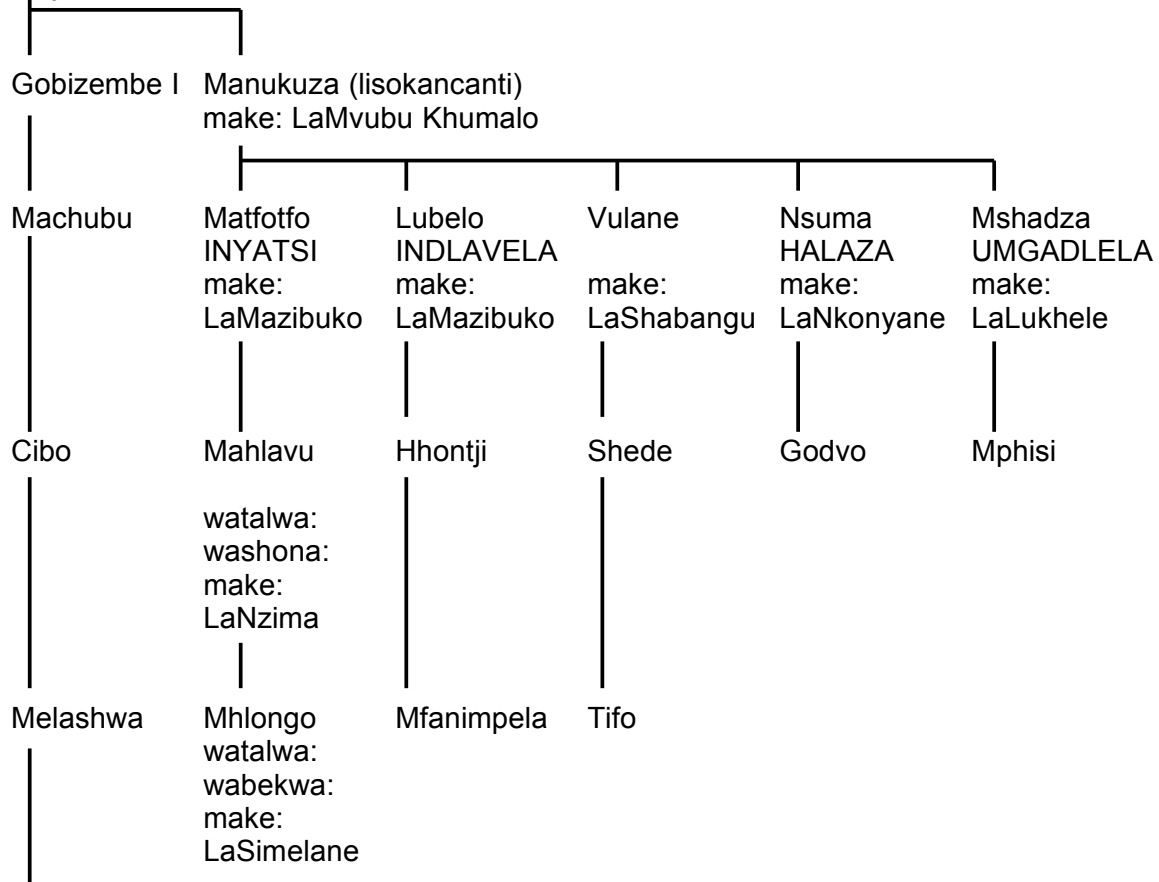 Gobizembe I Manukuza (lisokancanti)
make: LaMvubu Khumalo
Machubu Matfotfo Lubelo Vulane Nsuma Mshadza
INYATSI INDLAVELA HALAZA UMGADLELA
make: make: make: make: make:
LaMazibuko LaMazibuko LaShabangu LaNkonyane LaLukhele
Cibo Mahlavu Hhontji Shede Godvo Mphisi
watalwa:
washona:
make:
LaNzima
Melashwa Mhlongo Mfanimpela Tifo
watalwa:
wabekwa:
make:
LaSimelane